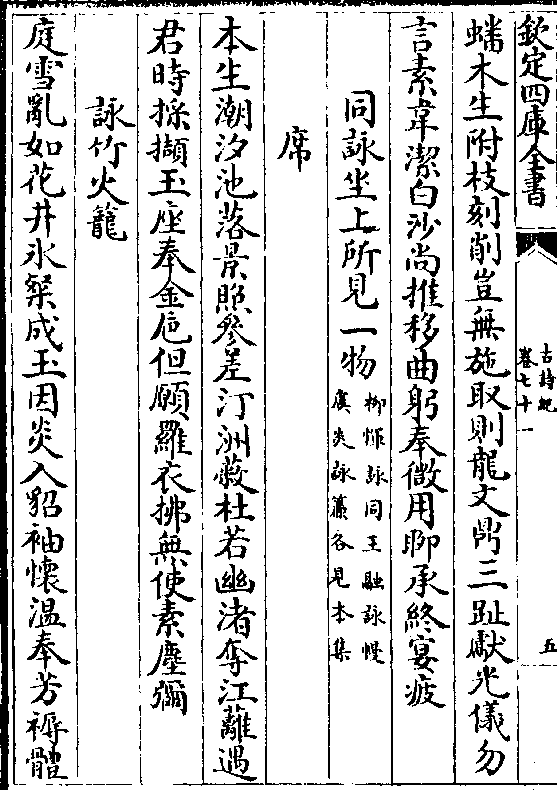 欽定四庫全書
古詩紀
卷七十一
五
蟠木生附枝刻削豈無施取則龍文鼎三趾獻光儀勿
言素韋潔白沙尚推移曲躬奉微用聊承終宴疲
同詠坐上所見一物柳惲詠同王融詠幔
虞炎詠簾各見本集
席
本生潮汐池落景照參差汀洲蔽杜若幽渚奪江蘺遇
君時採擷玉座奉金巵但願羅衣拂無使素塵彌
詠竹火籠
庭雪亂如花井氷粲成玉因炎入貂袖懷溫奉芳褥體